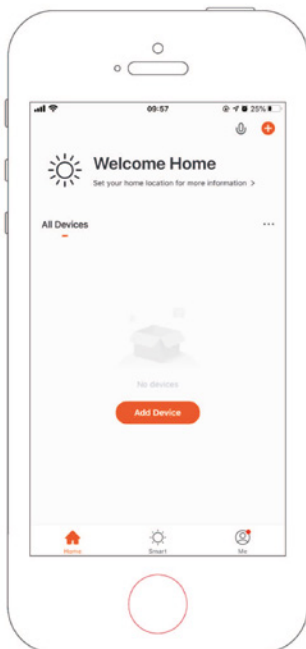 09:57
25%
Welcome Home
Set your home location for more information >
All Devices
...
No devices
Add Device
Home
Smart
Me